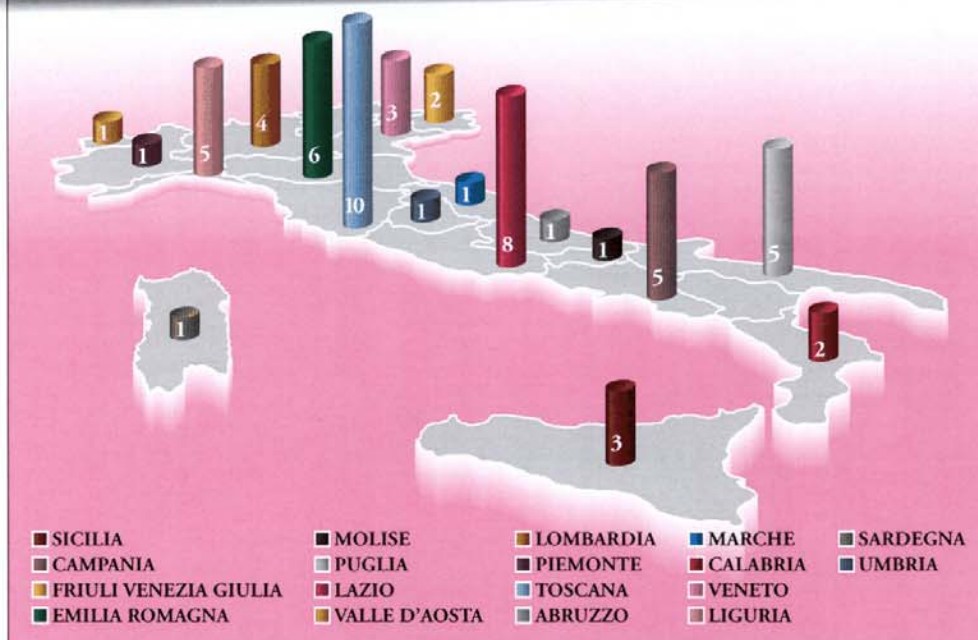 1
1
5
4
6
10
3
2
1
1
8
1
1
5
5
1
2
3
SICILIA
CAMPANIA
FRIULI VENEZIA GIULIA
EMILIA ROMAGNA
MOLISE
PUGLIA
LAZIO
VALLE D'AOSTA
LOMBARDIA
PIEMONTE
TOSCANA
ABRUZZO
MARCHE
CALABRIA
VENETO
LIGURIA
SARDEGNA
UMBRIA